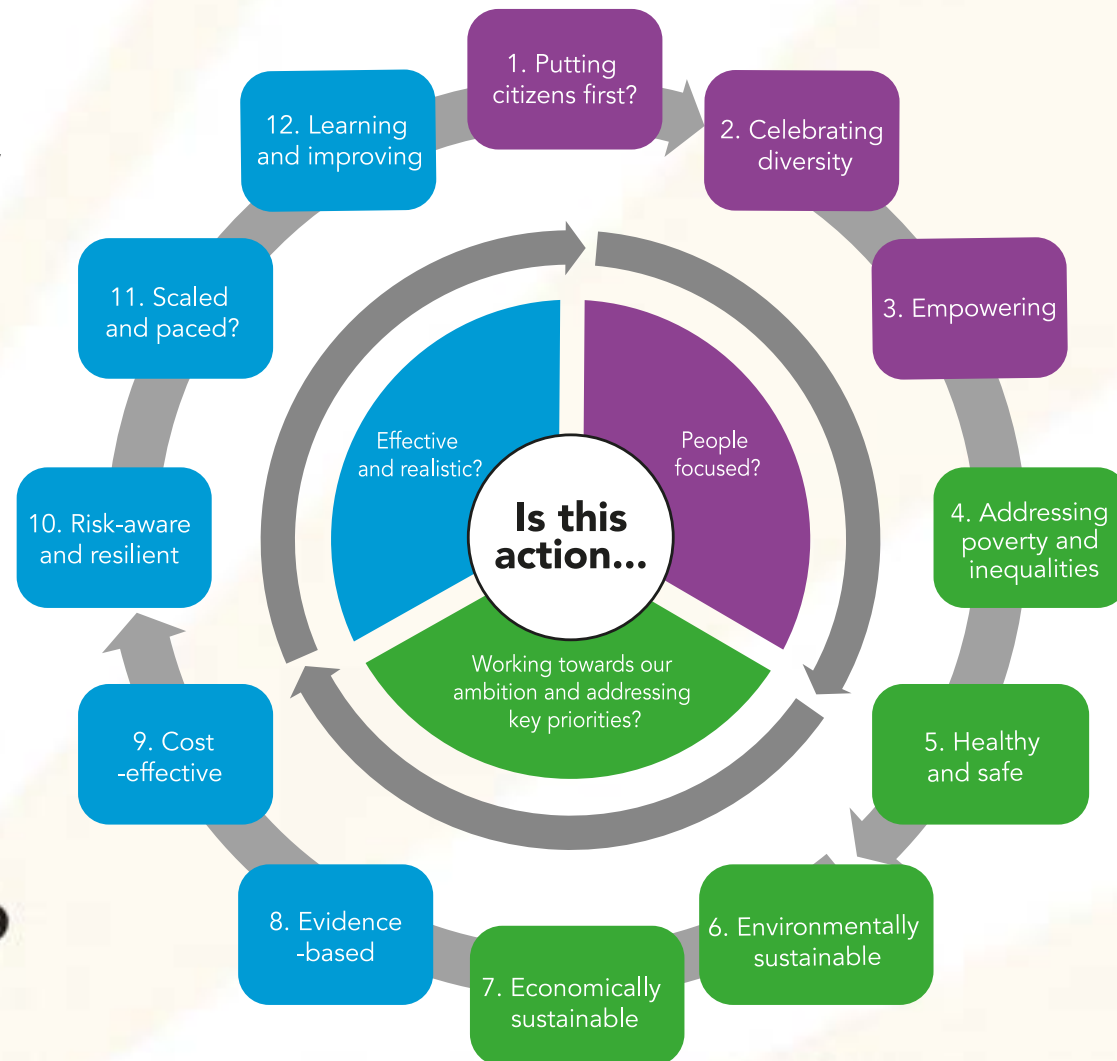 1. Putting
citizens first?
2. Celebrating
diversity
3. Empowering
4. Addressing
poverty and
inequalities
5. Healthy
and safe
6. Environmentally
sustainable
7. Economically
sustainable
8. Evidence
-based
9. Cost
-effective
10. Risk-aware
and resilient
11. Scaled
and paced?
12. Learning
and improving
Is this
action...
People
focused?
Working towards our
ambition and addressing
key priorities?
Effective
and realistic?